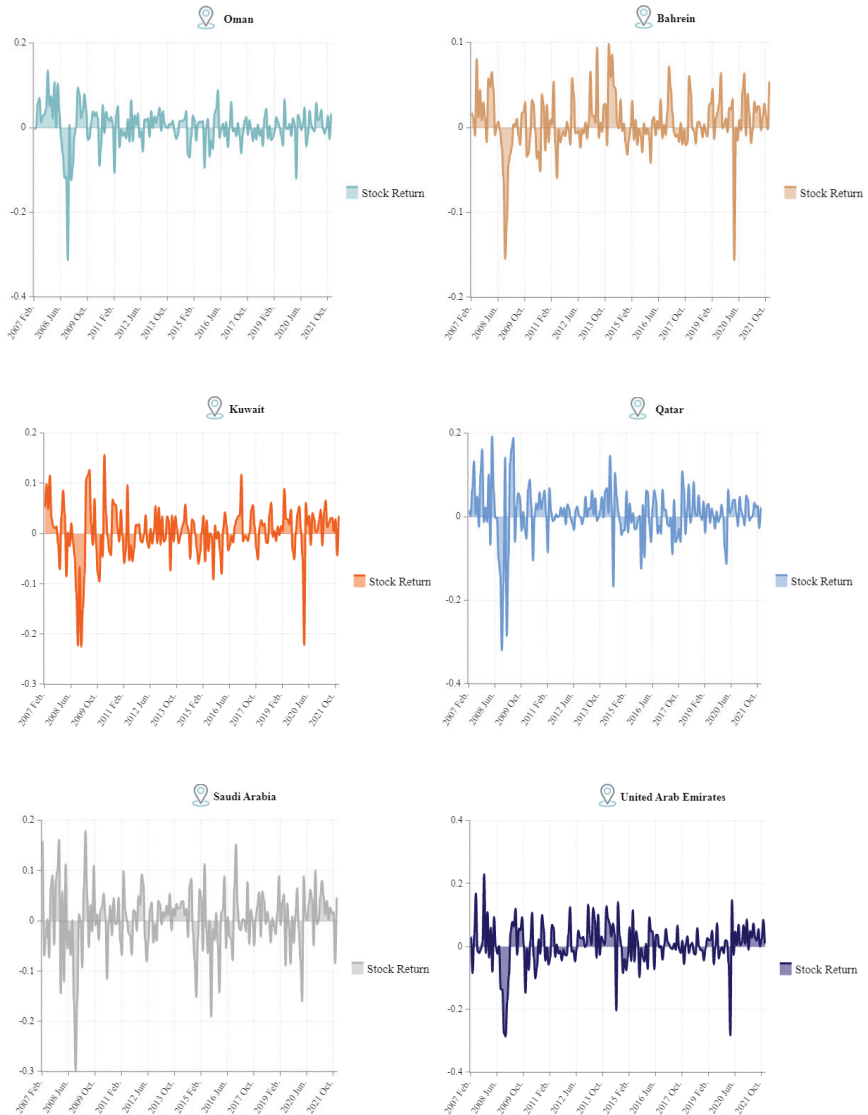 Oman
0.2
0
-0.2
-0.4
2007 Feb.
2008 Jun.
2009 Oct.
2011 Feb.
2012 Jun.
2013 Oct.
2015 Feb.
2016 Jun.
2017 Oct.
2019 Feb.
2020 Jun.
2021 Oct.
Stock Return
Bahrein
0.1
0
-0.1
-0.2
2007 Feb.
2008 Jun.
2009 Oct.
2011 Feb.
2012 Jun.
2013 Oct.
2015 Feb.
2016 Jun.
2017 Oct.
2019 Feb.
2020 Jun.
2021 Oct.
Stock Return
Kuwait
0.2
0.1
0
-0.1
-0.2
-0.3
2007 Feb.
2008 Jun.
2009 Oct.
2011 Feb.
2012 Jun.
2013 Oct.
2015 Feb.
2016 Jun.
2017 Oct.
2019 Feb.
2020 Jun.
2021 Oct.
Stock Return
Qatar
0.2
0
-0.2
-0.4
2007 Feb.
2008 Jun.
2009 Oct.
2011 Feb.
2012 Jun.
2013 Oct.
2015 Feb.
2016 Jun.
2017 Oct.
2019 Feb.
2020 Jun.
2021 Oct.
Stock Return
Saudi Arabia
0.2
0.1
0
-0.1
-0.2
-0.3
2007 Feb.
2008 Jun.
2009 Oct.
2011 Feb.
2012 Jun.
2013 Oct.
2015 Feb.
2016 Jun.
2017 Oct.
2019 Feb.
2020 Jun.
2021 Oct.
Stock Return
United Arab Emirates
0.4
0.2
0
-0.2
-0.4
2007 Feb.
2008 Jun.
2009 Oct.
2011 Feb.
2012 Jun.
2013 Oct.
2015 Feb.
2016 Jun.
2017 Oct.
2019 Feb.
2020 Jun.
2021 Oct.
Stock Return